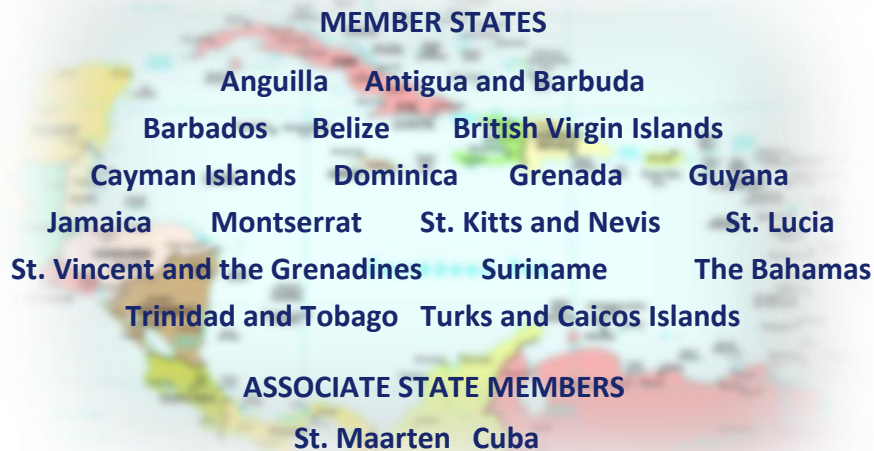 MEMBER STATES
Anguilla Antigua and Barbuda
Barbados Belize British Virgin Islands
Cayman Islands Dominica Grenada Guyana
Jamaica Montserrat St. Kitts and Nevis St. Lucia
St. Vincent and the Grenadines Suriname The Bahamas
Trinidad and Tobago Turks and Caicos Islands
ASSOCIATE STATE MEMBERS
St. Maarten Cuba